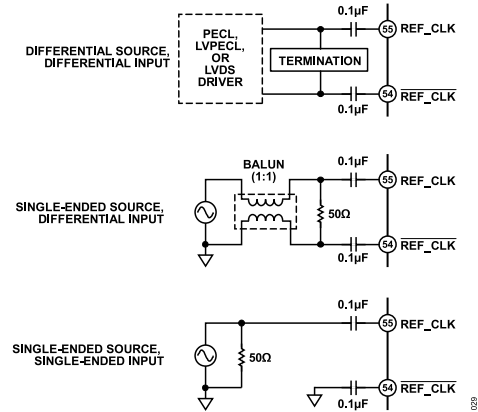 DIFFERENTIAL SOURCE,
DIFFERENTIAL INPUT
PECL,
LVPECL,
OR
LVDS
DRIVER
TERMINATION
0.1µF
55
REF_CLK
54
REF_CLK
0.1µF
SINGLE-ENDED SOURCE,
DIFFERENTIAL INPUT
BALUN
(1:1)
50Ω
0.1µF
55
REF_CLK
54
REF_CLK
0.1µF
SINGLE-ENDED SOURCE,
SINGLE-ENDED INPUT
50Ω
0.1µF
55
REF_CLK
54
REF_CLK
0.1µF
029